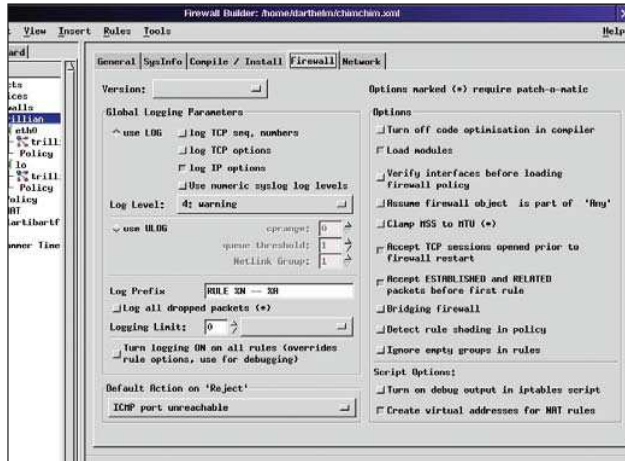 Firewall Builder: /home/darthelm/chimchim.xml
View Insert Rules Tools Help
General SysInfo Compile / Install Firewall Network
Version:
Options marked (*) require patch-o-matic
Global Logging Parameters
use LOG
log TCP seq. numbers
log TCP options
log IP options
Use numeric syslog log levels
Log Level: 4: warning
use ULOG
cprange: 0
queue threshold: 1
Netlink Group: 1
Log Prefix RULE %N -- %A
Log all dropped packets (*)
Logging Limit: 0
Turn logging ON on all rules (overrides
rule options, use for debugging)
Default Action on 'Reject'
ICMP port unreachable
Options
Turn off code optimisation in compiler
Load modules
Verify interfaces before loading
firewall policy
Assume firewall object is part of 'Any'
Clamp MSS to MTU (*)
Accept TCP sessions opened prior to
firewall restart
Accept ESTABLISHED and RELATED
packets before first rule
Bridging firewall
Detect rule shading in policy
Ignore empty groups in rules
Script Options:
Turn on debug output in iptables script
Create virtual addresses for NAT rules
ard
cts
ices
walls
rillian
eth0
trill
Policy
lo
trill
Policy
olicy
NAT
artibartf
nmer Time